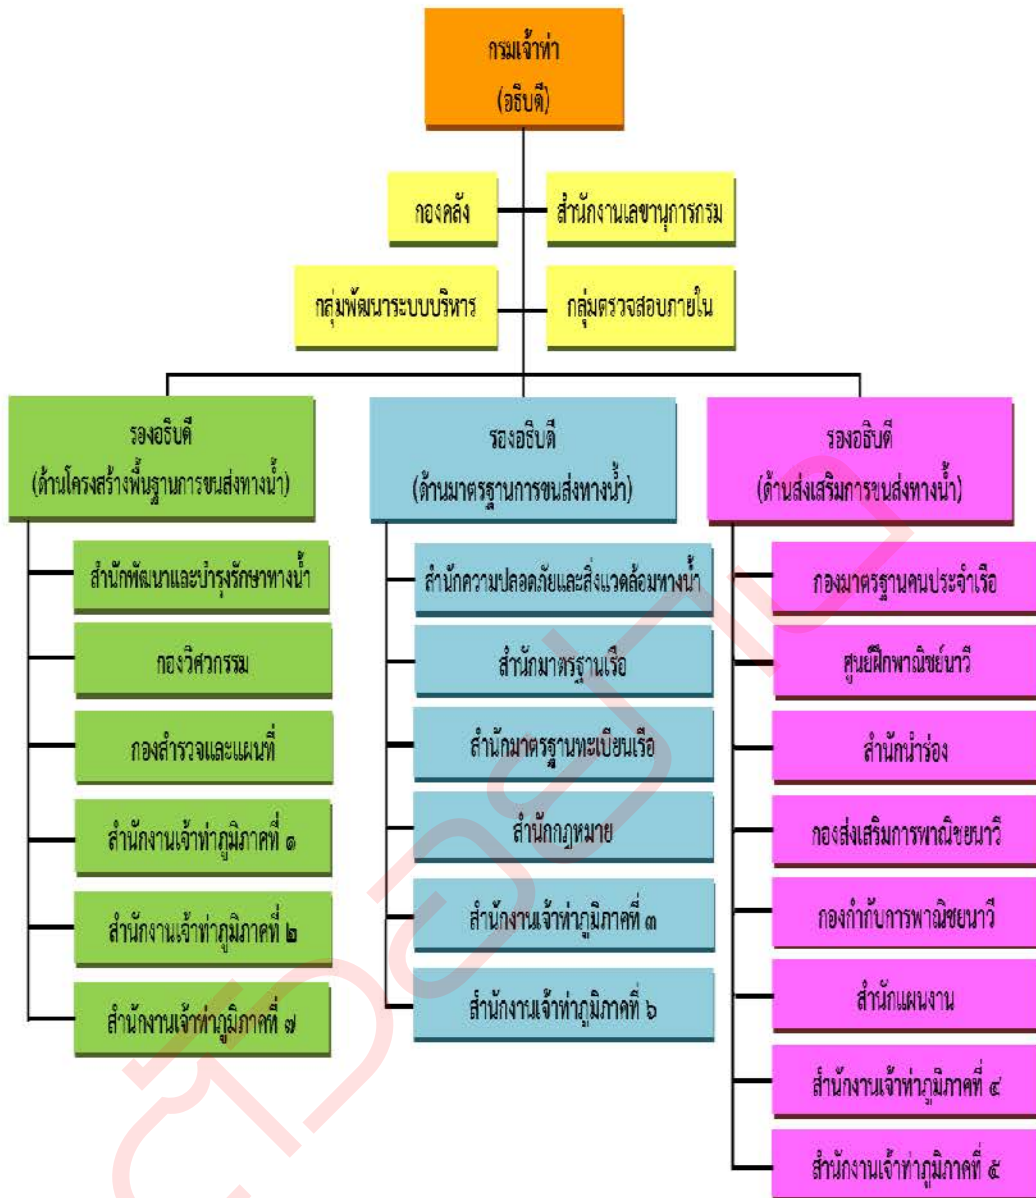 กรมเจ้าท่า
(อธิบดี)
กองคลัง
สำนักงานเลขานุการกรม
กลุ่มพัฒนาระบบบริหาร
กลุ่มตรวจสอบภายใน
รองอธิบดี
(ด้านโครงสร้างพื้นฐานการขนส่งทางน้ำ)
สำนักพัฒนาและบำรุงรักษาทางน้ำ
กองวิศวกรรม
กองสำรวจและแผนที่
สำนักงานเจ้าท่าภูมิภาคที่ ๑
สำนักงานเจ้าท่าภูมิภาคที่ ๒
สำนักงานเจ้าท่าภูมิภาคที่ ๗
รองอธิบดี
(ด้านมาตรฐานการขนส่งทางน้ำ)
สำนักความปลอดภัยและสิ่งแวดล้อมทางน้ำ
สำนักมาตรฐานเรือ
สำนักมาตรฐานทะเบียนเรือ
สำนักกฎหมาย
สำนักงานเจ้าท่าภูมิภาคที่ ๓
สำนักงานเจ้าท่าภูมิภาคที่ ๖
รองอธิบดี
(ด้านส่งเสริมการขนส่งทางน้ำ)
กองมาตรฐานคนประจำเรือ
ศูนย์ฝึกพาณิชย์นาวี
สำนักนำร่อง
กองส่งเสริมการพาณิชยนาวี
กองกำกับการพาณิชยนาวี
สำนักแผนงาน
สำนักงานเจ้าท่าภูมิภาคที่ ๔
สำนักงานเจ้าท่าภูมิภาคที่ ๕
ตัวอย่าง